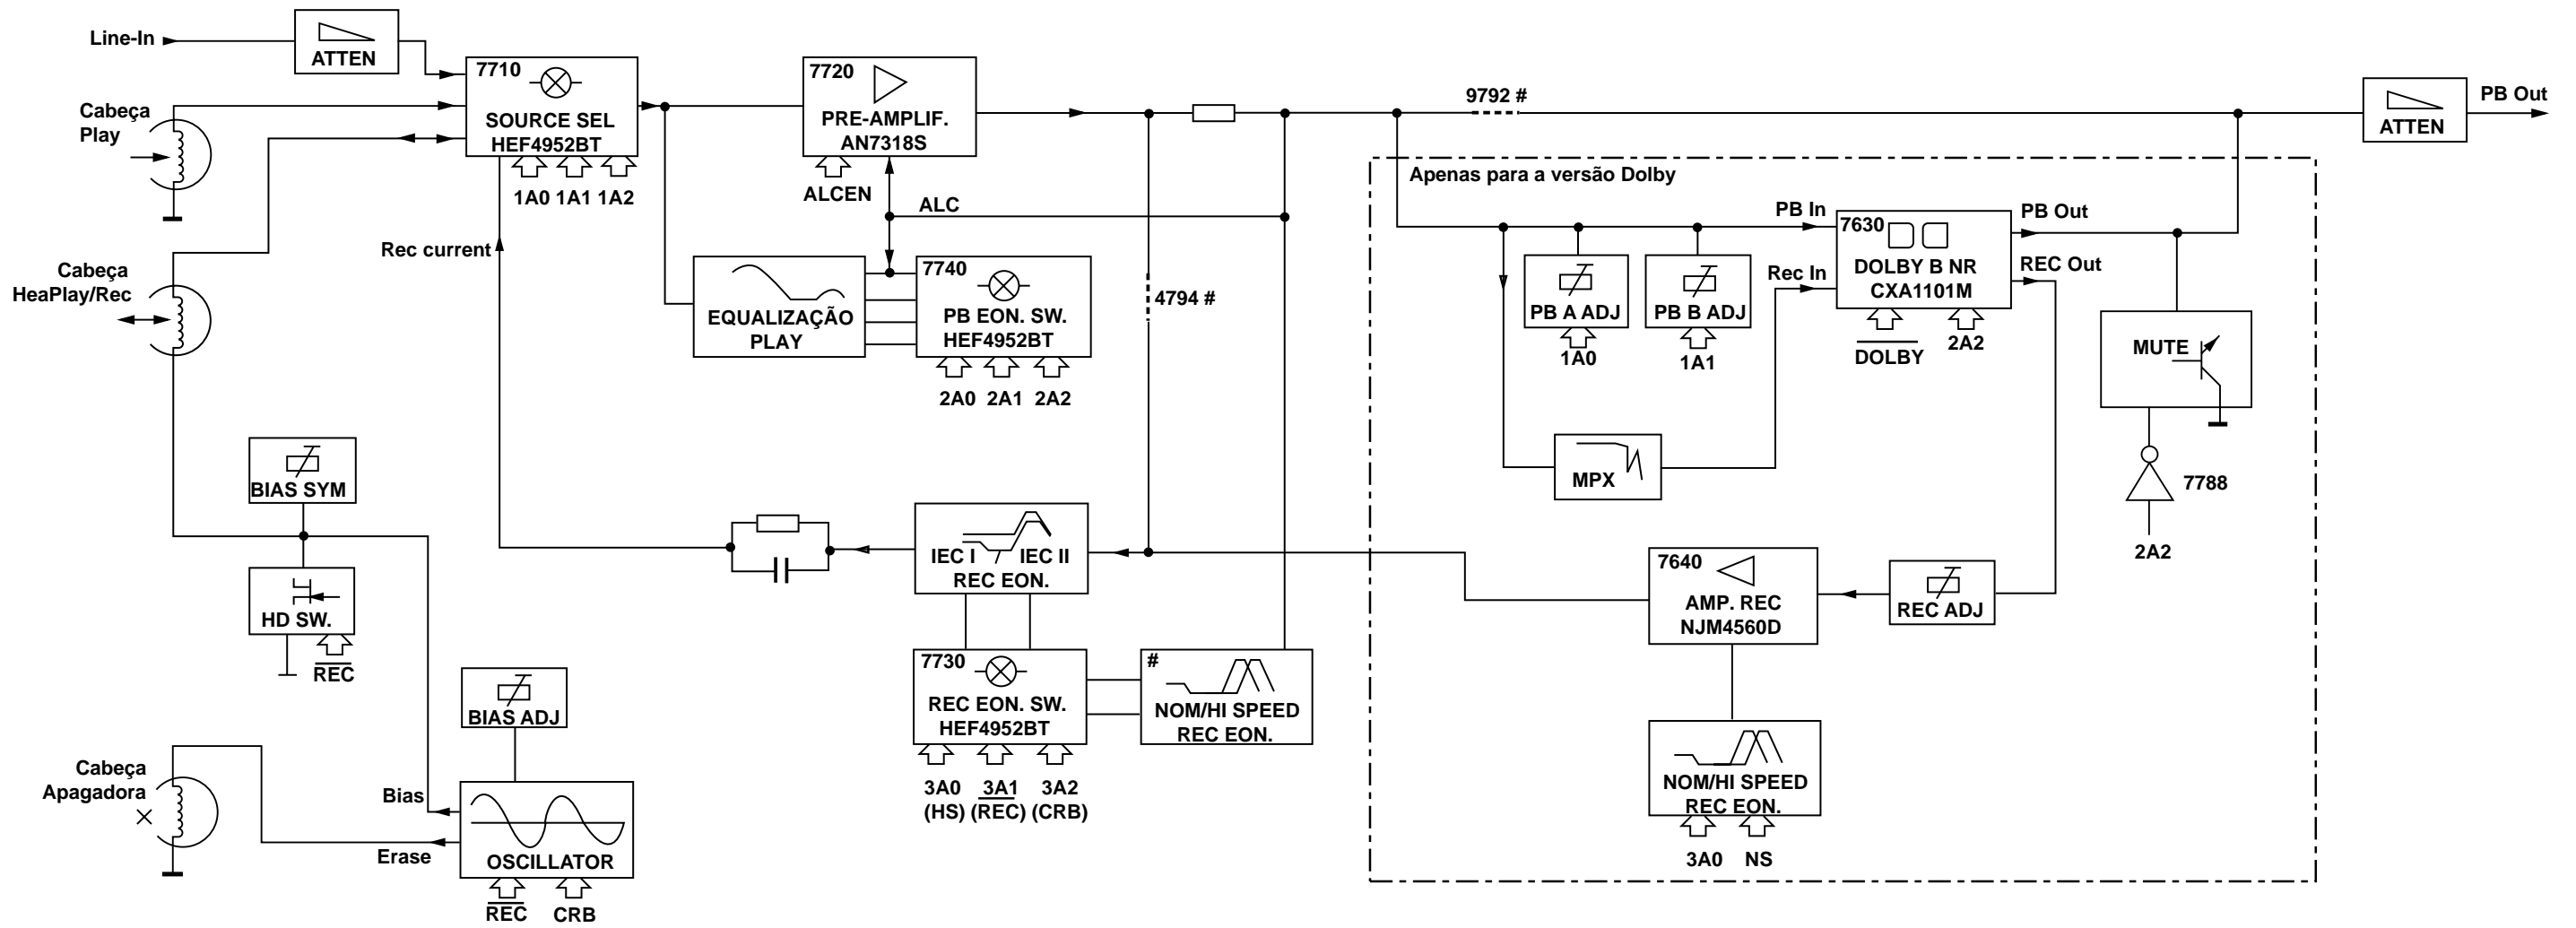 Line-In
ATTEN
Cabeça
Play
7710
SOURCE SEL
HEF4952BT
1A0 1A1 1A2
7720
PRE-AMPLIF.
AN7318S
ALCEN
ALC
9792 #
ATTEN
PB Out
Apenas para a versão Dolby
Rec current
Cabeça
HeaPlay/Rec
EQUALIZAÇÃO
PLAY
7740
PB EON. SW.
HEF4952BT
2A0 2A1 2A2
4794 #
PB In
7630
DOLBY B NR
CXA1101M
PB Out
REC Out
Rec In
DOLBY
2A2
PB A ADJ
1A0
PB B ADJ
1A1
MUTE
7788
2A2
MPX
BIAS SYM
HD SW.
REC
IEC I
IEC II
REC EON.
7640
AMP. REC
NJM4560D
REC ADJ
BIAS ADJ
7730
REC EON. SW.
HEF4952BT
3A0 3A1 3A2
(HS) (REC) (CRB)
#
NOM/HI SPEED
REC EON.
NOM/HI SPEED
REC EON.
3A0 NS
Cabeça
Apagadora
Bias
Erase
OSCILLATOR
REC CRB